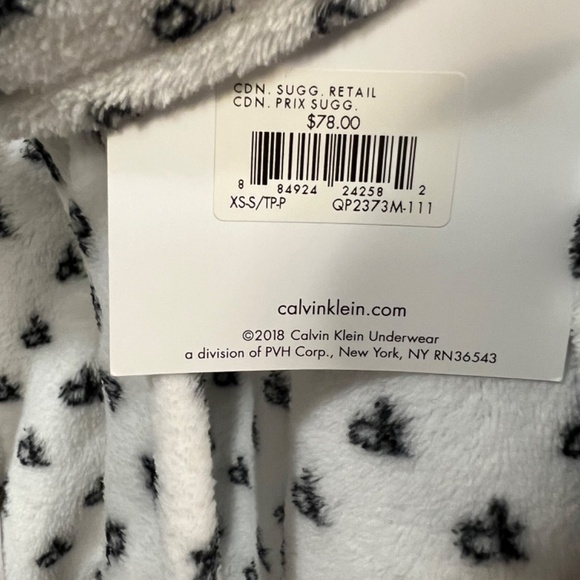 CDN. SUGG. RETAIL
CDN. PRIX SUGG.
$78.00
8 84924 24258 2
XS-S/TP-P QP2373M-111
calvinklein.com
©2018 Calvin Klein Underwear
a division of PVH Corp., New York, NY RN36543